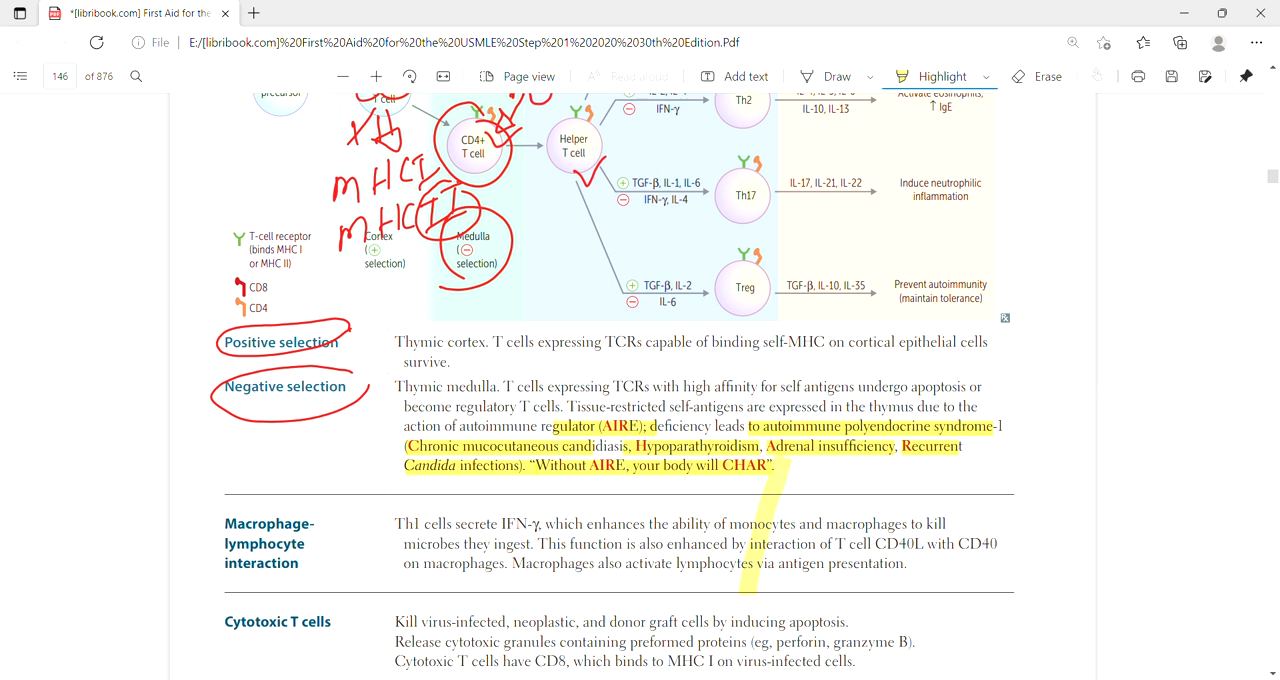 *[libribook.com] First Aid for the
File
E:/[libribook.com]%20First%20Aid%20for%20the%20USMLE%20Step%201%202020%2030th%20Edition.Pdf
146 of 876
Page view
Read aloud
Add text
Draw
Highlight
Erase
precursor
T cell
CD4+
T cell
Helper
T cell
IFN-γ
Th2
IL-10, IL-13
Activate eosinophils,
↑ IgE
MHC I
MHC II
TGF-β, IL-1, IL-6
IFN-γ, IL-4
Th17
IL-17, IL-21, IL-22
Induce neutrophilic
inflammation
T-cell receptor
(binds MHC I
or MHC II)
Cortex
(+
selection)
Medulla
(−
selection)
CD8
CD4
TGF-β, IL-2
IL-6
Treg
TGF-β, IL-10, IL-35
Prevent autoimmunity
(maintain tolerance)
Positive selection
Thymic cortex. T cells expressing TCRs capable of binding self-MHC on cortical epithelial cells
survive.
Negative selection
Thymic medulla. T cells expressing TCRs with high affinity for self antigens undergo apoptosis or
become regulatory T cells. Tissue-restricted self-antigens are expressed in the thymus due to the
action of autoimmune regulator (AIRE); deficiency leads to autoimmune polyendocrine syndrome-1
(Chronic mucocutaneous candidiasis, Hypoparathyroidism, Adrenal insufficiency, Recurrent
Candida infections). “Without AIRE, your body will CHAR”.
Macrophage-
lymphocyte
interaction
Th1 cells secrete IFN-γ, which enhances the ability of monocytes and macrophages to kill
microbes they ingest. This function is also enhanced by interaction of T cell CD40L with CD40
on macrophages. Macrophages also activate lymphocytes via antigen presentation.
Cytotoxic T cells
Kill virus-infected, neoplastic, and donor graft cells by inducing apoptosis.
Release cytotoxic granules containing preformed proteins (eg, perforin, granzyme B).
Cytotoxic T cells have CD8, which binds to MHC I on virus-infected cells.